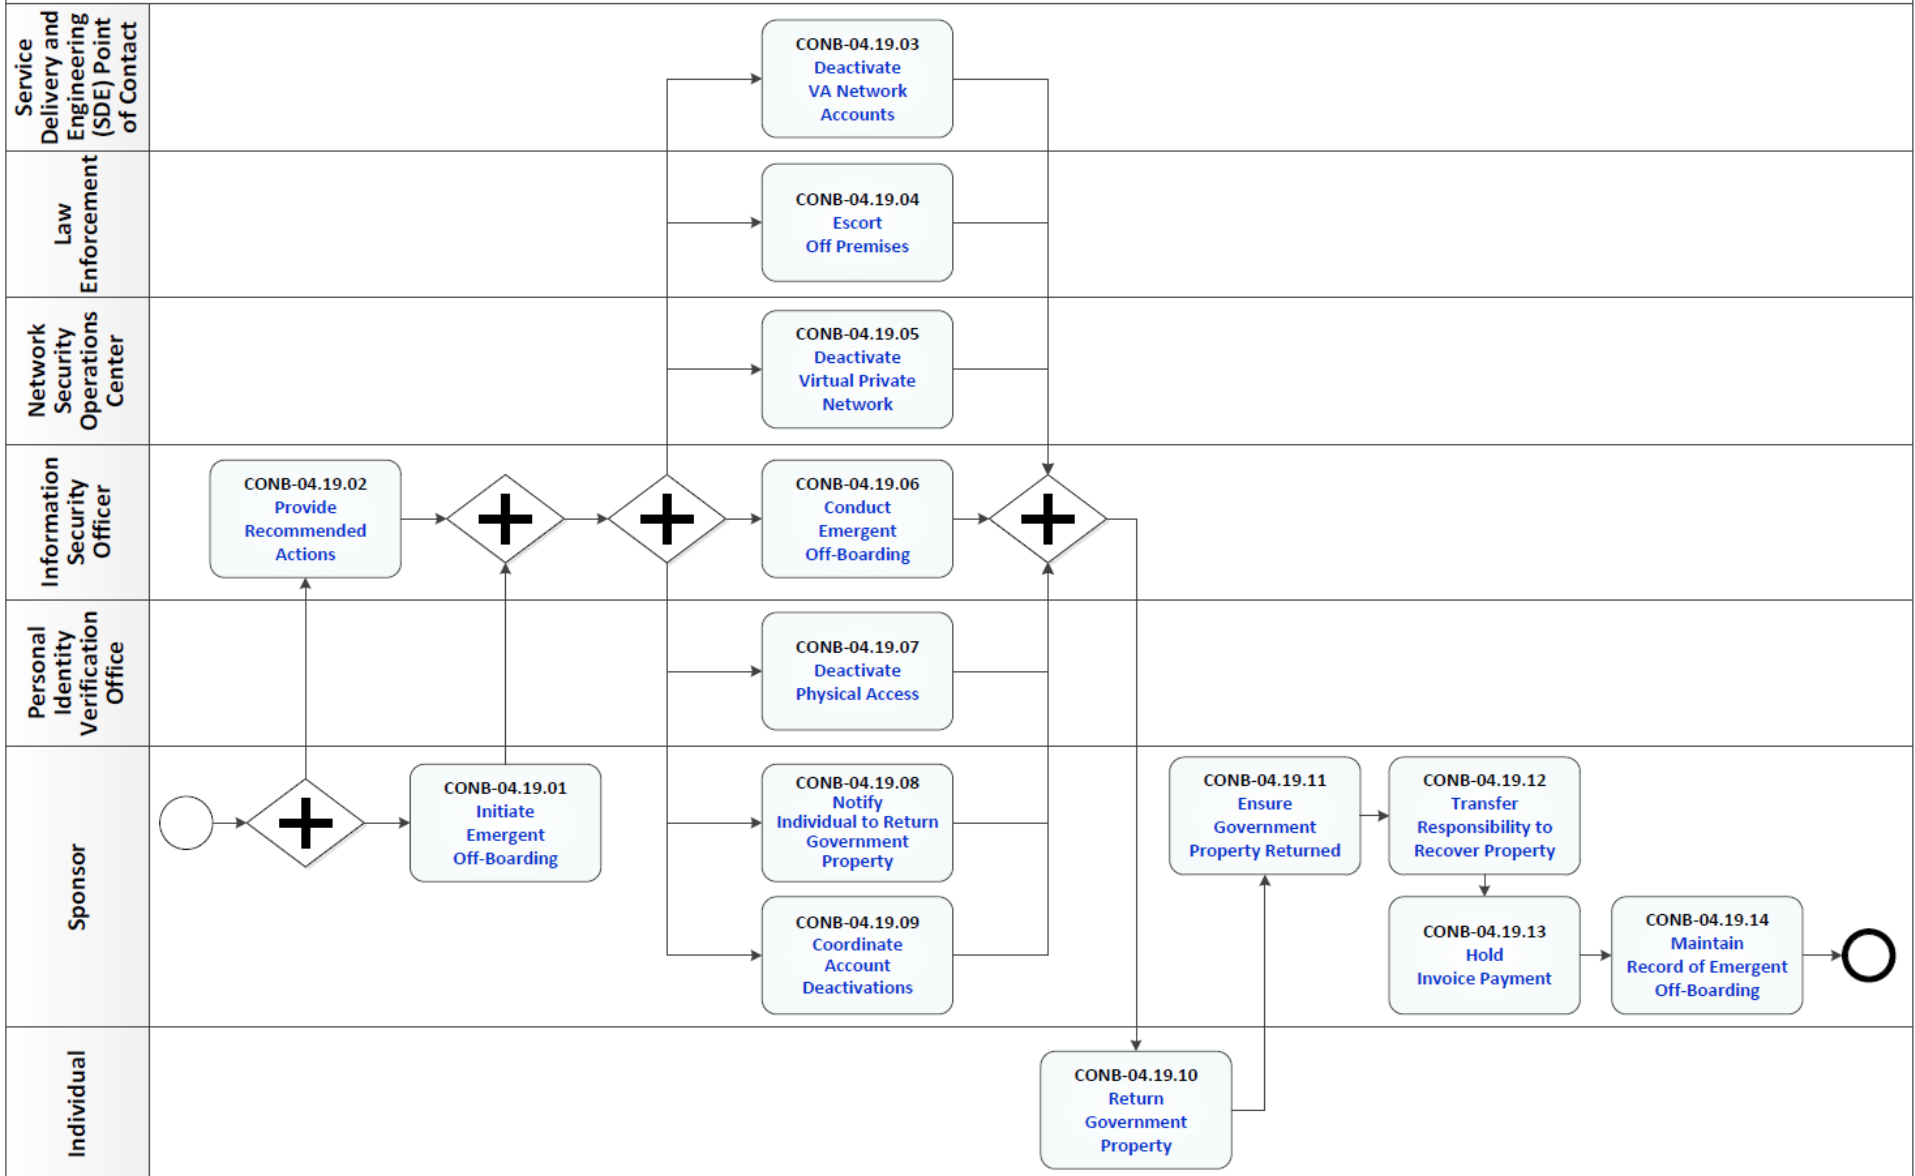 Service
Delivery and
Engineering
(SDE) Point
of Contact
CONB-04.19.03
Deactivate
VA Network
Accounts
Law
Enforcement
CONB-04.19.04
Escort
Off Premises
Network
Security
Operations
Center
CONB-04.19.05
Deactivate
Virtual Private
Network
Information
Security
Officer
CONB-04.19.02
Provide
Recommended
Actions
CONB-04.19.06
Conduct
Emergent
Off-Boarding
Personal
Identity
Verification
Office
CONB-04.19.07
Deactivate
Physical Access
Sponsor
CONB-04.19.01
Initiate
Emergent
Off-Boarding
CONB-04.19.08
Notify
Individual to Return
Government
Property
CONB-04.19.09
Coordinate
Account
Deactivations
CONB-04.19.11
Ensure
Government
Property Returned
CONB-04.19.12
Transfer
Responsibility to
Recover Property
CONB-04.19.13
Hold
Invoice Payment
CONB-04.19.14
Maintain
Record of Emergent
Off-Boarding
Individual
CONB-04.19.10
Return
Government
Property